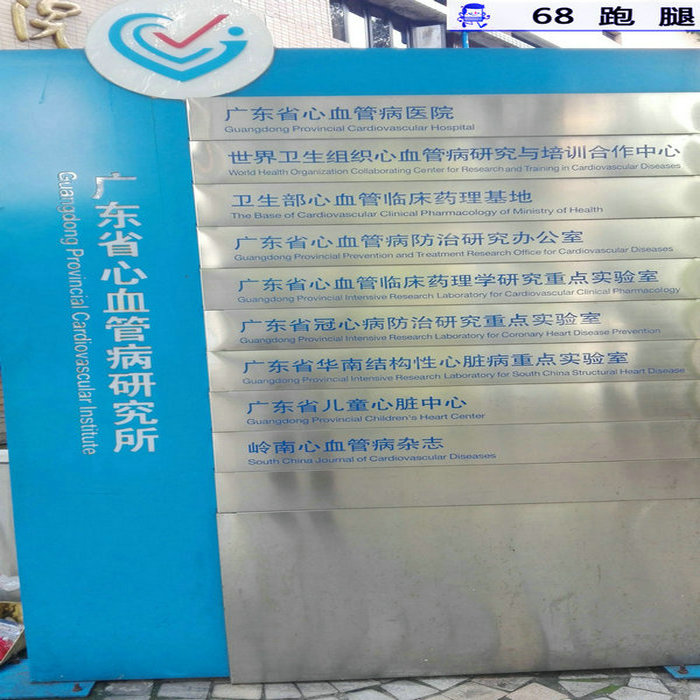 68 跑 腿
广东省心血管病研究所
Guangdong Provincial Cardiovascular Institute
广东省心血管病医院
Guangdong Provincial Cardiovascular Hospital
世界卫生组织心血管病研究与培训合作中心
World Health Organization Collaborating Center for Research and Training in Cardiovascular Diseases
卫生部心血管临床药理基地
The Base of Cardiovascular Clinical Pharmacology of Ministry of Health
广东省心血管病防治研究办公室
Guangdong Provincial Prevention and Treatment Research Office for Cardiovascular Diseases
广东省心血管临床药理学研究重点实验室
Guangdong Provincial Intensive Research Laboratory for Cardiovascular Clinical Pharmacology
广东省冠心病防治研究重点实验室
Guangdong Provincial Intensive Research Laboratory for Coronary Heart Disease Prevention
广东省华南结构性心脏病重点实验室
Guangdong Provincial Intensive Research Laboratory for South China Structural Heart Disease
广东省儿童心脏中心
Guangdong Provincial Children's Heart Center
岭南心血管病杂志
South China Journal of Cardiovascular Diseases